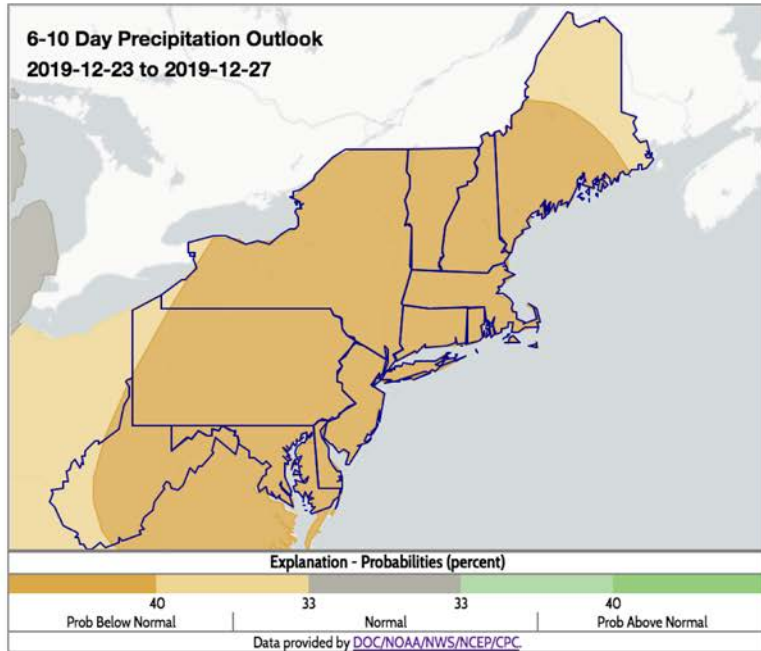 6-10 Day Precipitation Outlook
2019-12-23 to 2019-12-27
Explanation - Probabilities (percent)
40 33 33 40
Prob Below Normal Normal Prob Above Normal
Data provided by DOC/NOAA/NWS/NCEP/CPC.